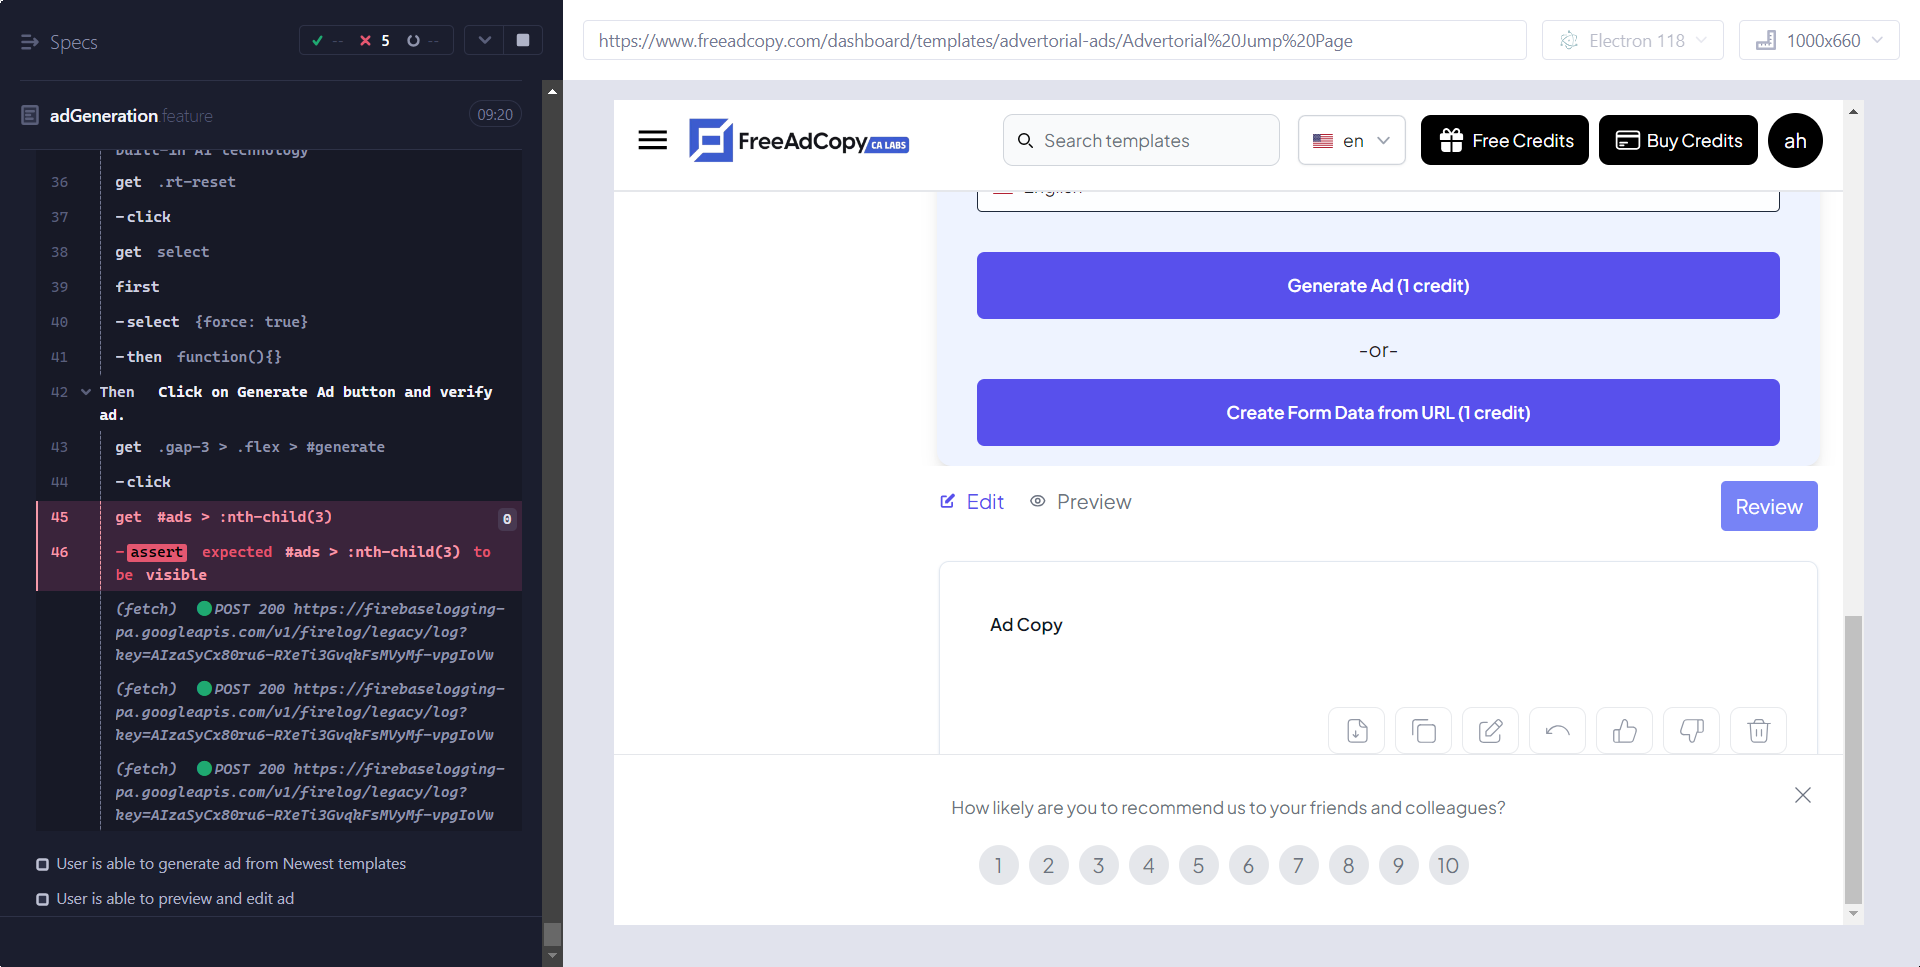 Specs
--
5
--
adGeneration.feature
09:20
built-in AI technology
36 get .rt-reset
37 -click
38 get select
39 first
40 -select {force: true}
41 -then function(){}
42 Then Click on Generate Ad button and verify
ad.
43 get .gap-3 > .flex > #generate
44 -click
45 get #ads > :nth-child(3) 0
46 -assert expected #ads > :nth-child(3) to
be visible
(fetch) POST 200 https://firebaselogging-
pa.googleapis.com/v1/firelog/legacy/log?
key=AIzaSyCx80ru6-RXeTi3GvqkFsMVyMf-vpgIoVw
(fetch) POST 200 https://firebaselogging-
pa.googleapis.com/v1/firelog/legacy/log?
key=AIzaSyCx80ru6-RXeTi3GvqkFsMVyMf-vpgIoVw
(fetch) POST 200 https://firebaselogging-
pa.googleapis.com/v1/firelog/legacy/log?
key=AIzaSyCx80ru6-RXeTi3GvqkFsMVyMf-vpgIoVw
User is able to generate ad from Newest templates
User is able to preview and edit ad
https://www.freeadcopy.com/dashboard/templates/advertorial-ads/Advertorial%20Jump%20Page
Electron 118
1000x660
FreeAdCopy CA LABS
Search templates
en
Free Credits
Buy Credits
ah
English
Generate Ad (1 credit)
-or-
Create Form Data from URL (1 credit)
Edit
Preview
Review
Ad Copy
How likely are you to recommend us to your friends and colleagues?
1 2 3 4 5 6 7 8 9 10